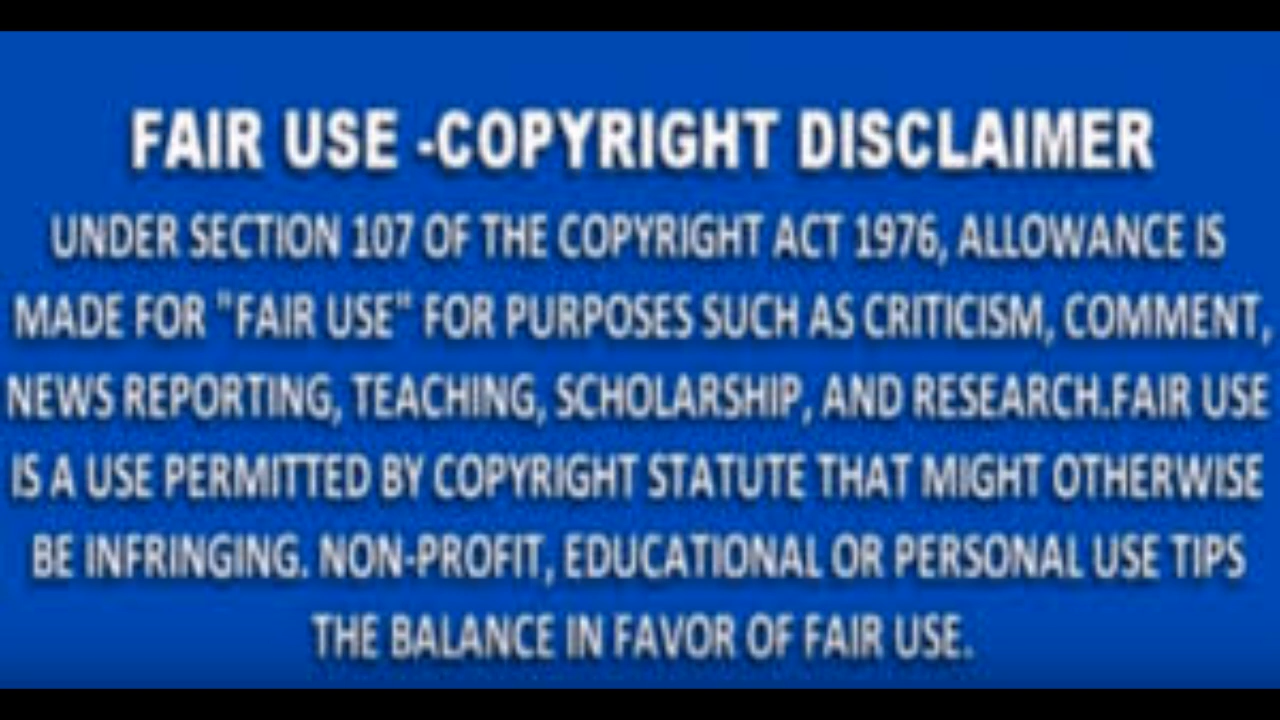 FAIR USE -COPYRIGHT DISCLAIMER
UNDER SECTION 107 OF THE COPYRIGHT ACT 1976, ALLOWANCE IS
MADE FOR "FAIR USE" FOR PURPOSES SUCH AS CRITICISM, COMMENT,
NEWS REPORTING, TEACHING, SCHOLARSHIP, AND RESEARCH.FAIR USE
IS A USE PERMITTED BY COPYRIGHT STATUTE THAT MIGHT OTHERWISE
BE INFRINGING. NON-PROFIT, EDUCATIONAL OR PERSONAL USE TIPS
THE BALANCE IN FAVOR OF FAIR USE.